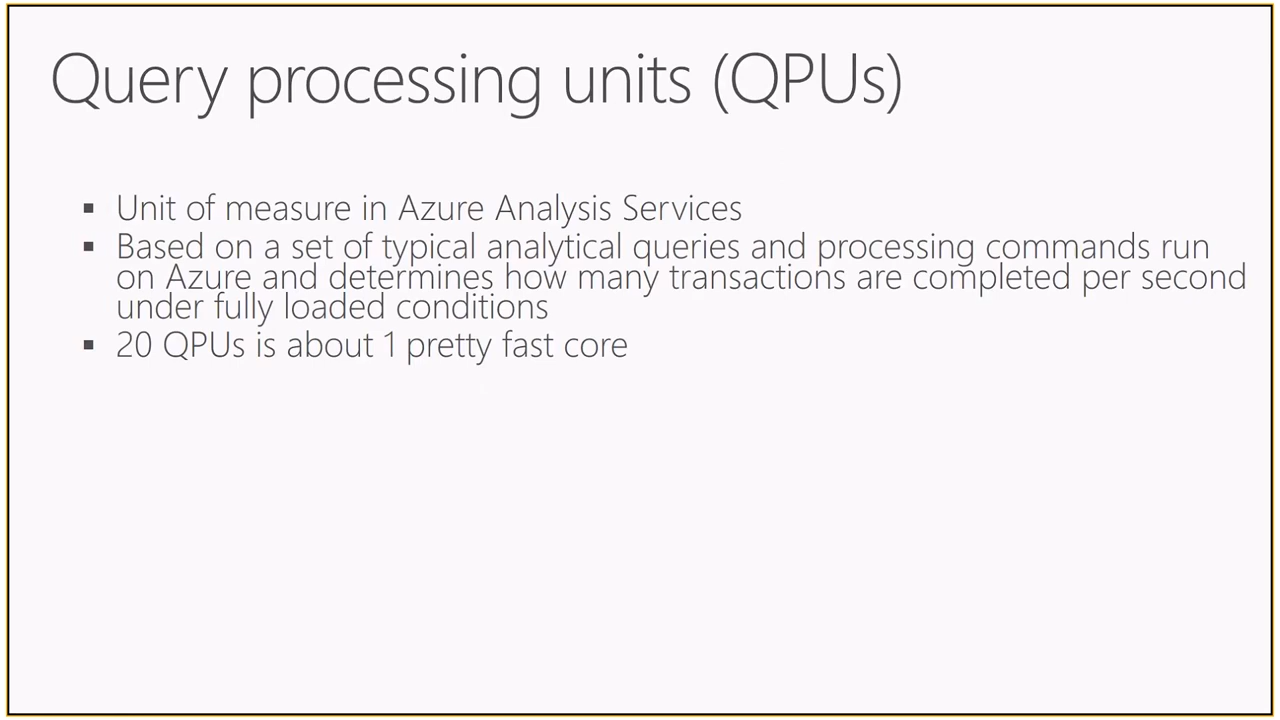 Query processing units (QPUs)
▪ Unit of measure in Azure Analysis Services
▪ Based on a set of typical analytical queries and processing commands run
on Azure and determines how many transactions are completed per second
under fully loaded conditions
▪ 20 QPUs is about 1 pretty fast core